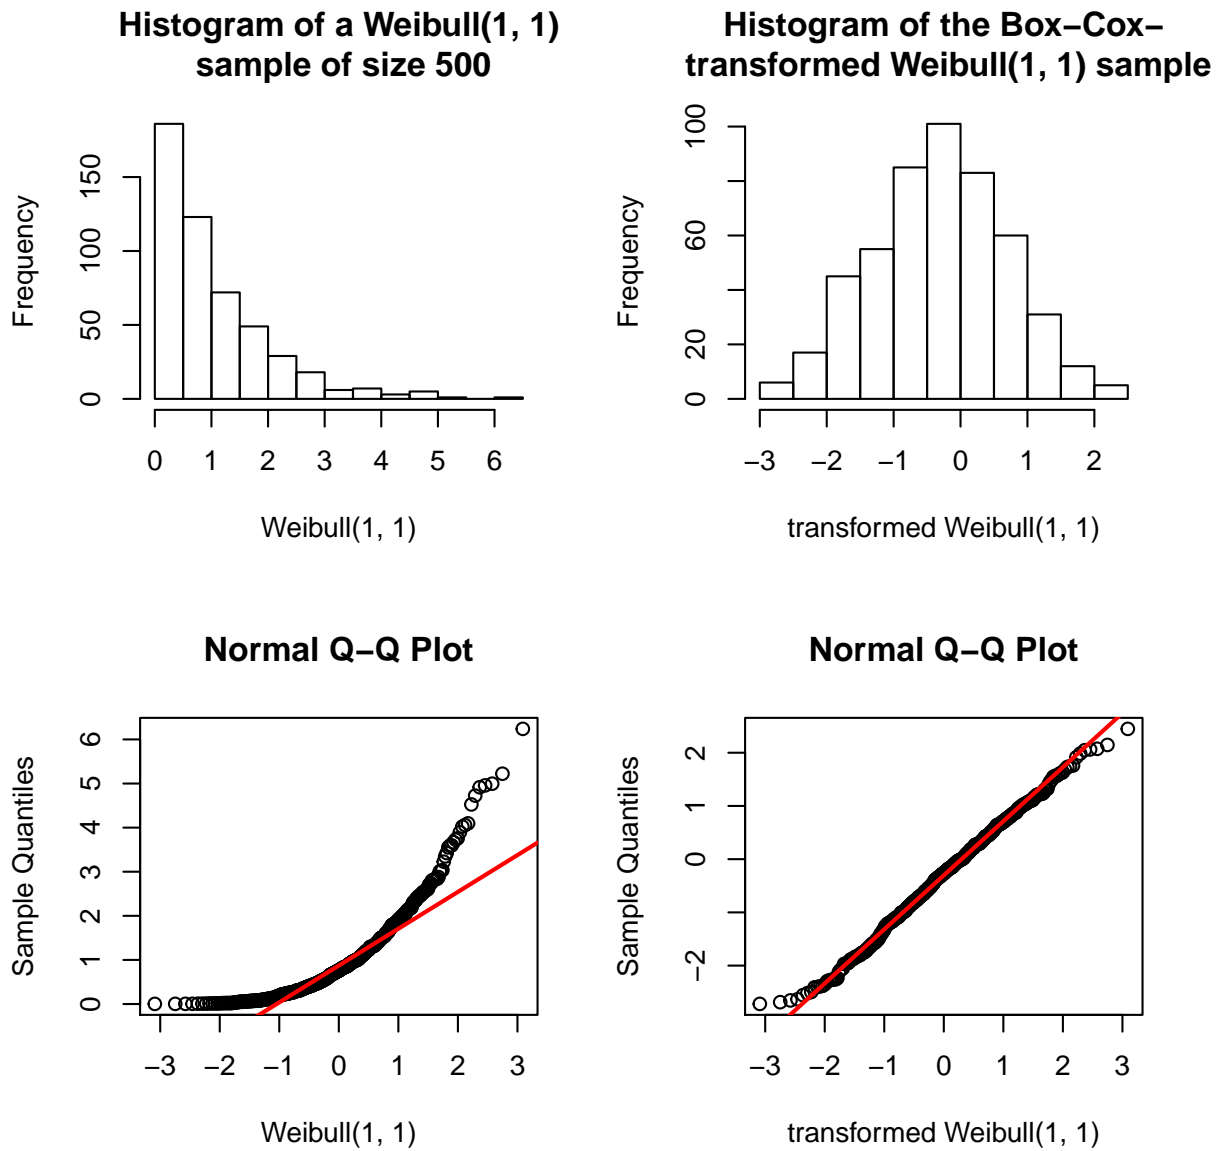 Histogram of a Weibull(1, 1)
sample of size 500
Frequency
150
100
50
0
0 1 2 3 4 5 6
Weibull(1, 1)
Histogram of the Box−Cox−
transformed Weibull(1, 1) sample
Frequency
100
60
20
0
−3 −2 −1 0 1 2
transformed Weibull(1, 1)
Normal Q−Q Plot
Sample Quantiles
6
5
4
3
2
1
0
−3 −2 −1 0 1 2 3
Weibull(1, 1)
Normal Q−Q Plot
Sample Quantiles
2
1
0
−2
−3 −2 −1 0 1 2 3
transformed Weibull(1, 1)